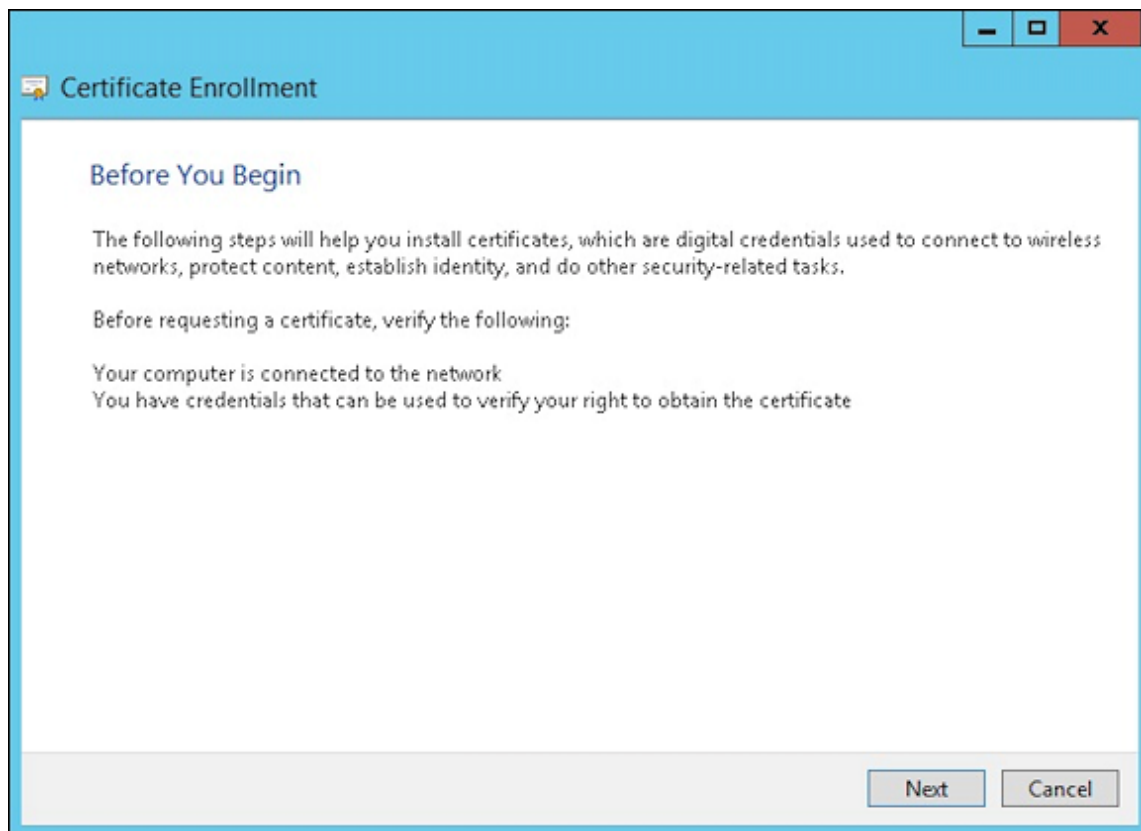 Certificate Enrollment
Before You Begin
The following steps will help you install certificates, which are digital credentials used to connect to wireless
networks, protect content, establish identity, and do other security-related tasks.
Before requesting a certificate, verify the following:
Your computer is connected to the network
You have credentials that can be used to verify your right to obtain the certificate
Next
Cancel